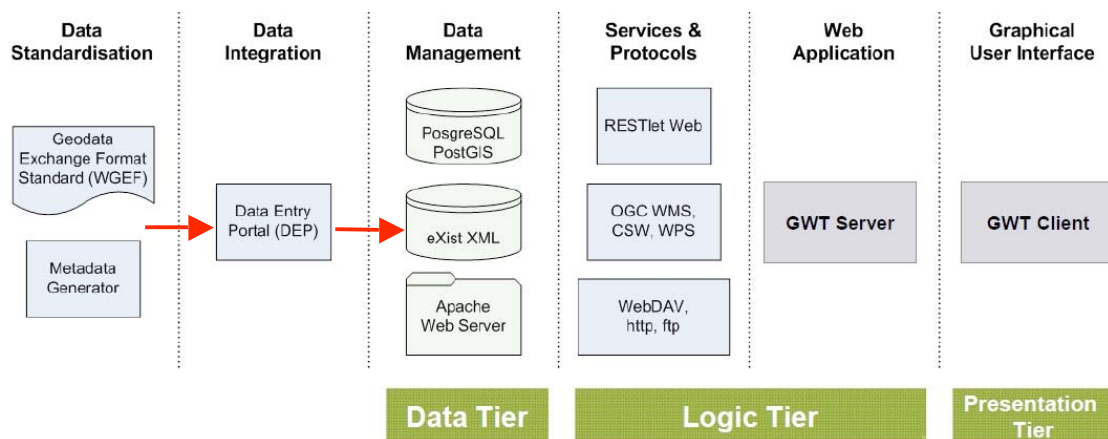 Data
Standardisation
Data
Integration
Data
Management
Services &
Protocols
Web
Application
Graphical
User Interface
Geodata
Exchange Format
Standard (WGEF)
Metadada
Generator
Data Entry
Portal (DEP)
PosgreSQL
PostGIS
eXist XML
Apache
Web Server
RESTlet Web
OGC WMS,
CSW, WPS
WebDAV,
http, ftp
GWT Server
GWT Client
Data Tier
Logic Tier
Presentation
Tier